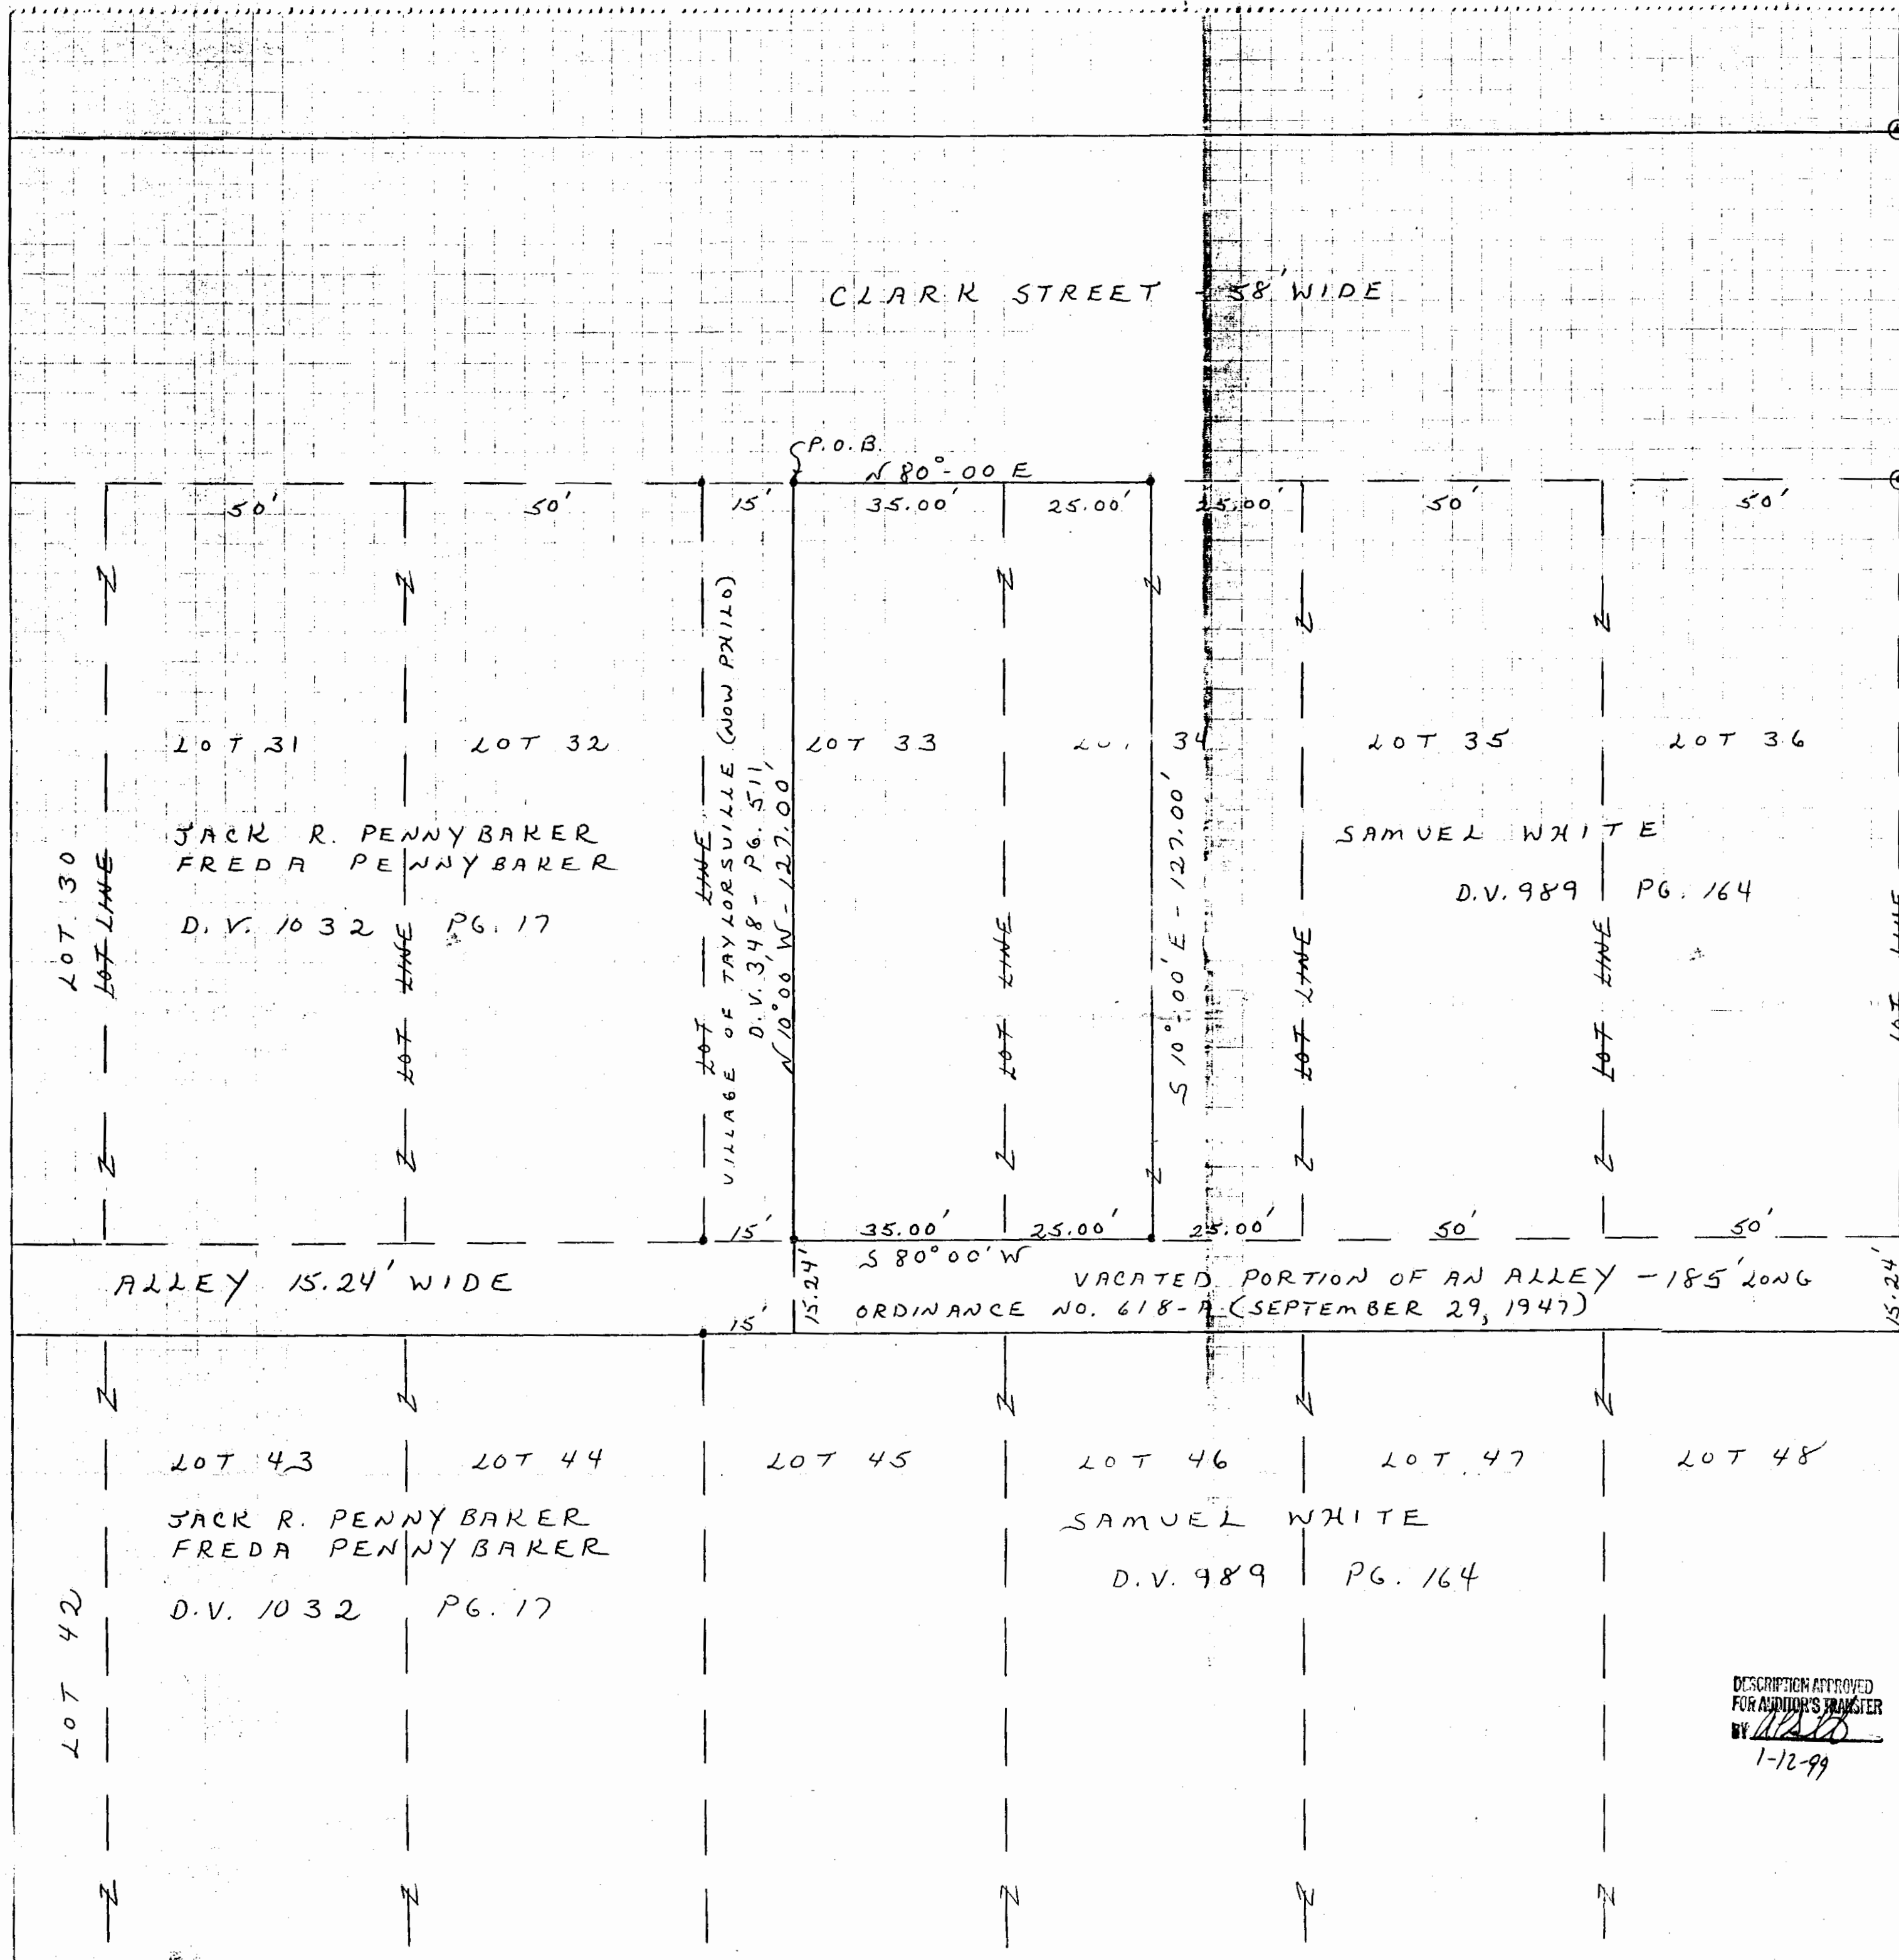 CLARK STREET - 58' WIDE
P.O.B.
N 80°-00 E
50'
50'
15'
35.00'
25.00'
25.00'
50'
50'
LOT 31
LOT 32
LOT 33
34
LOT 35
LOT 36
LOT 30
LOT LINE
JACK R. PENNYBAKER
FREDA PENNYBAKER
D.V. 1032 PG. 17
LOT LINE
LOT LINE
VILLAGE OF TAYLORSVILLE (NOW PHILO)
D.V. 348 - PG. 511
N 10°00' W - 127.00'
LOT LINE
S 10°-00' E - 127.00'
LOT LINE
SAMUEL WHITE
D.V. 989 PG. 164
LOT LINE
LOT LINE
15'
35.00'
25.00'
25.00'
50'
50'
S 80°00' W
ALLEY 15.24' WIDE
15'
15.24'
VACATED PORTION OF AN ALLEY - 185' LONG
ORDINANCE NO. 618-A (SEPTEMBER 29, 1947)
15.24'
LOT 43
LOT 44
LOT 45
LOT 46
LOT 47
LOT 48
JACK R. PENNYBAKER
FREDA PENNYBAKER
D.V. 1032 PG. 17
SAMUEL WHITE
D.V. 989 PG. 164
LOT 42
DESCRIPTION APPROVED
FOR AUDITOR'S TRANSFER
BY
1-12-99